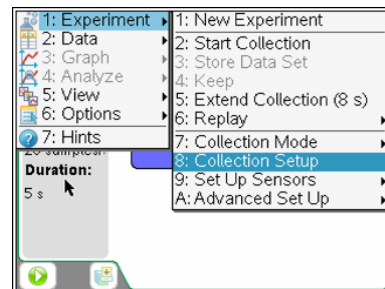 1: Experiment
2: Data
3: Graph
4: Analyze
5: View
6: Options
7: Hints
1: New Experiment
2: Start Collection
3: Store Data Set
4: Keep
5: Extend Collection (8 s)
6: Replay
7: Collection Mode
8: Collection Setup
9: Set Up Sensors
A: Advanced Set Up
Duration:
5 s